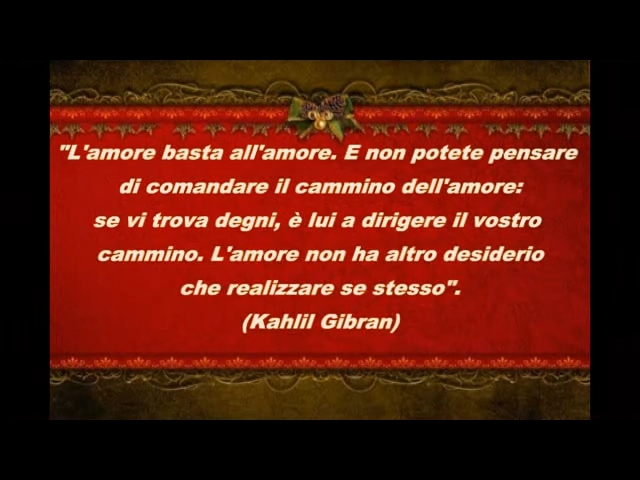 "L'amore basta all'amore. E non potete pensare
di comandare il cammino dell'amore:
se vi trova degni, è lui a dirigere il vostro
cammino. L'amore non ha altro desiderio
che realizzare se stesso".
(Kahlil Gibran)